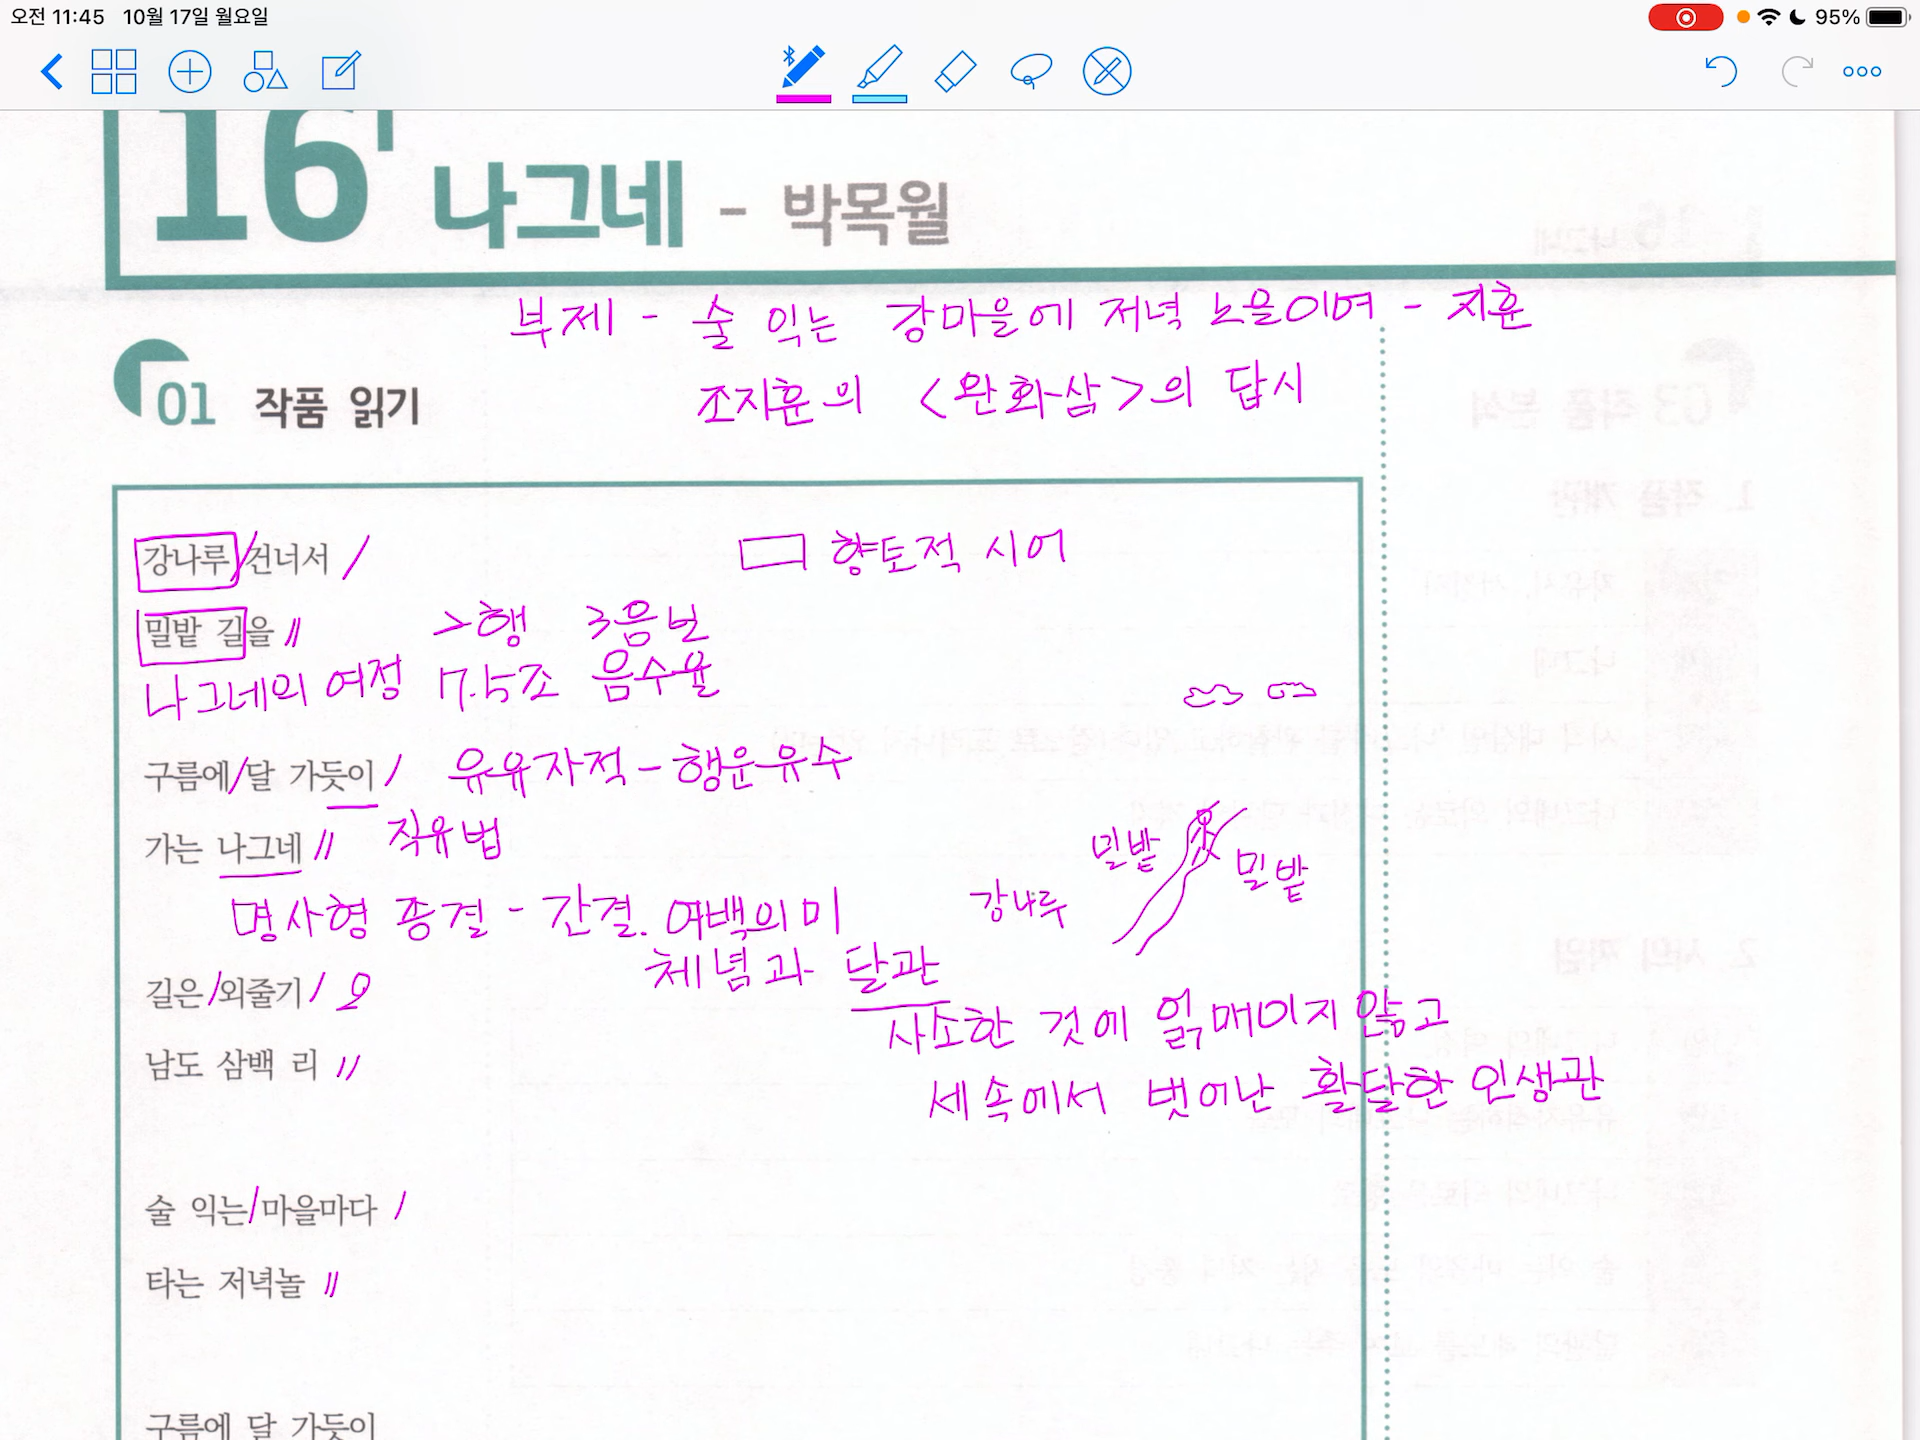 오전 11:45 10월 17일 월요일
95%
16 나그네 - 박목월
부제 - 술 익는 강마을에 저녁 노을이여 - 지훈
조지훈의 <완화삼>의 답시
01 작품 읽기
강나루/건너서/
향토적 시어
밀밭 길을//
2행 3음보
나그네의 여정 7.5조 음수율
구름에/달 가듯이/ 유유자적 - 행운유수
가는 나그네// 직유법
밀밭
밀밭
강나루
명사형 종결 - 간결. 여백의 미
체념과 달관
길은/외줄기/
사소한 것에 얽매이지 않고
남도 삼백 리//
세속에서 벗어난 활달한 인생관
술 익는/마을마다/
타는 저녁놀//
구름에 달 가듯이